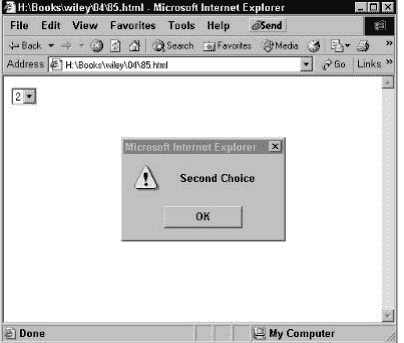 H:\Books\wiley\04\85.html - Microsoft Internet Explorer
File Edit View Favorites Tools Help Send
Back Search Favorites Media »
Address H:\Books\wiley\04\85.html Go Links »
2
Microsoft Internet Explorer
Second Choice
OK
Done My Computer